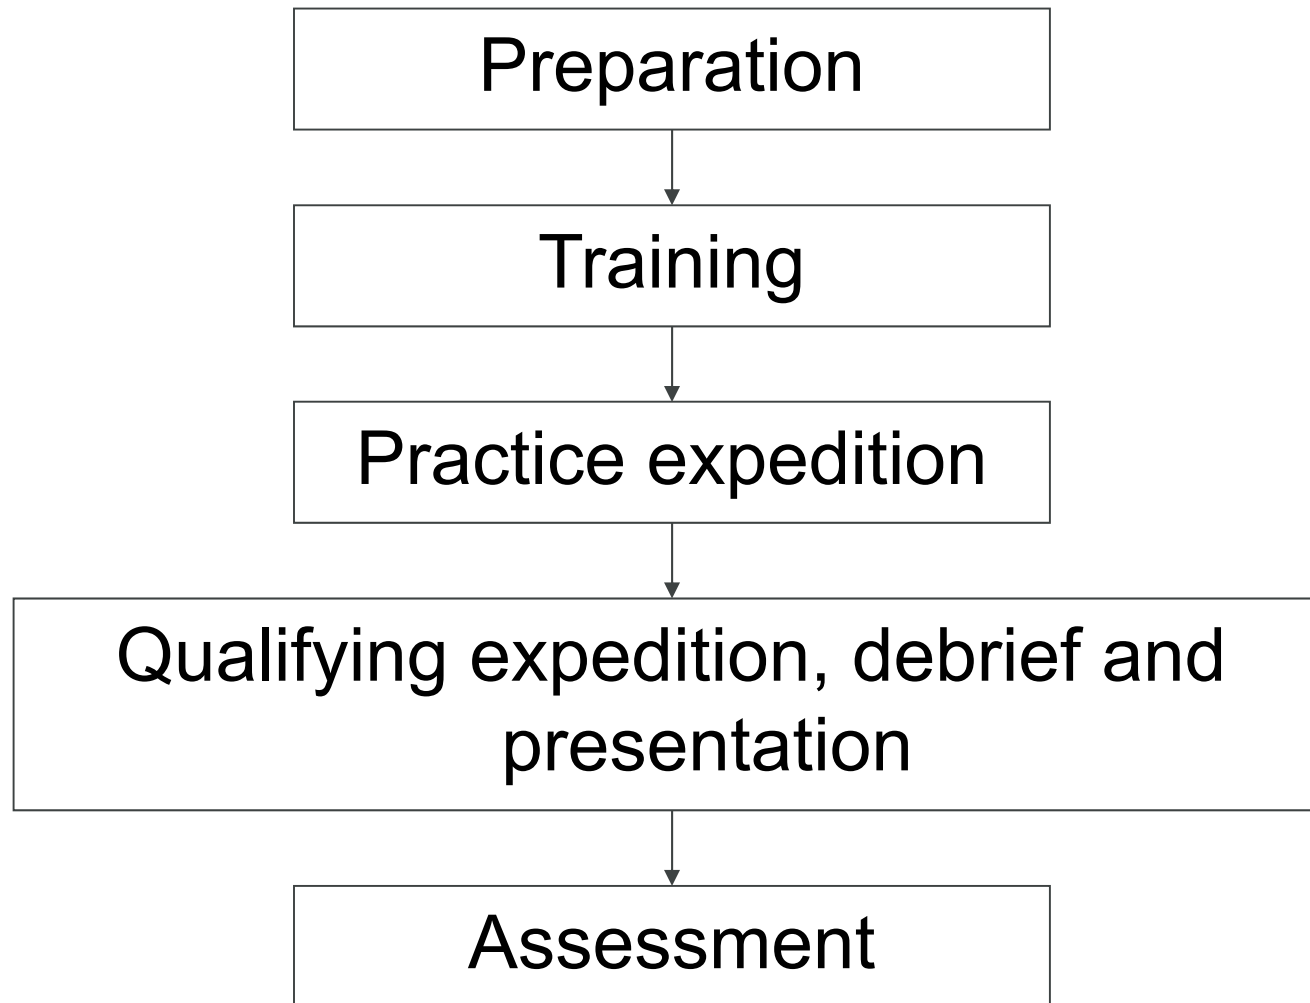 Preparation
Training
Practice expedition
Qualifying expedition, debrief and
presentation
Assessment